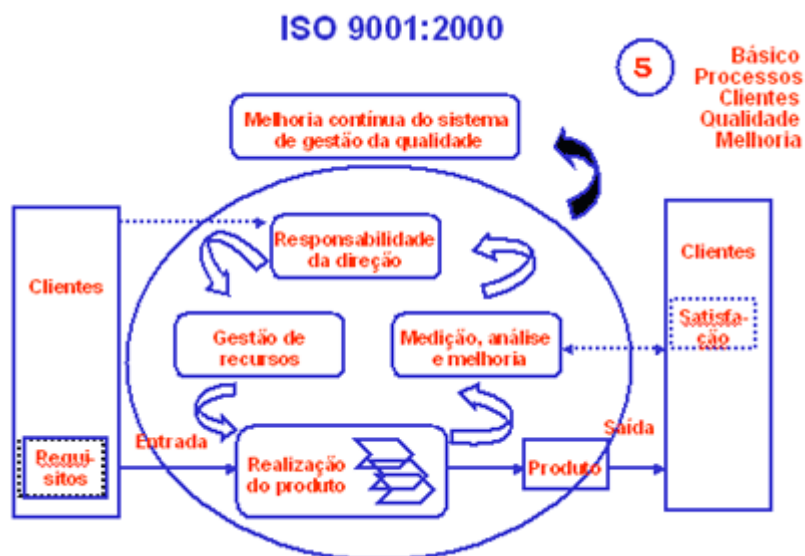 ISO 9001:2000
5
Básico
Processos
Clientes
Qualidade
Melhoria
Melhoria contínua do sistema
de gestão da qualidade
Clientes
Responsabilidade
da direção
Clientes
Gestão de
recursos
Medição, análise
e melhoria
Satisfa-
ção
Entrada
Saída
Requi-
sitos
Realização
do produto
Produto